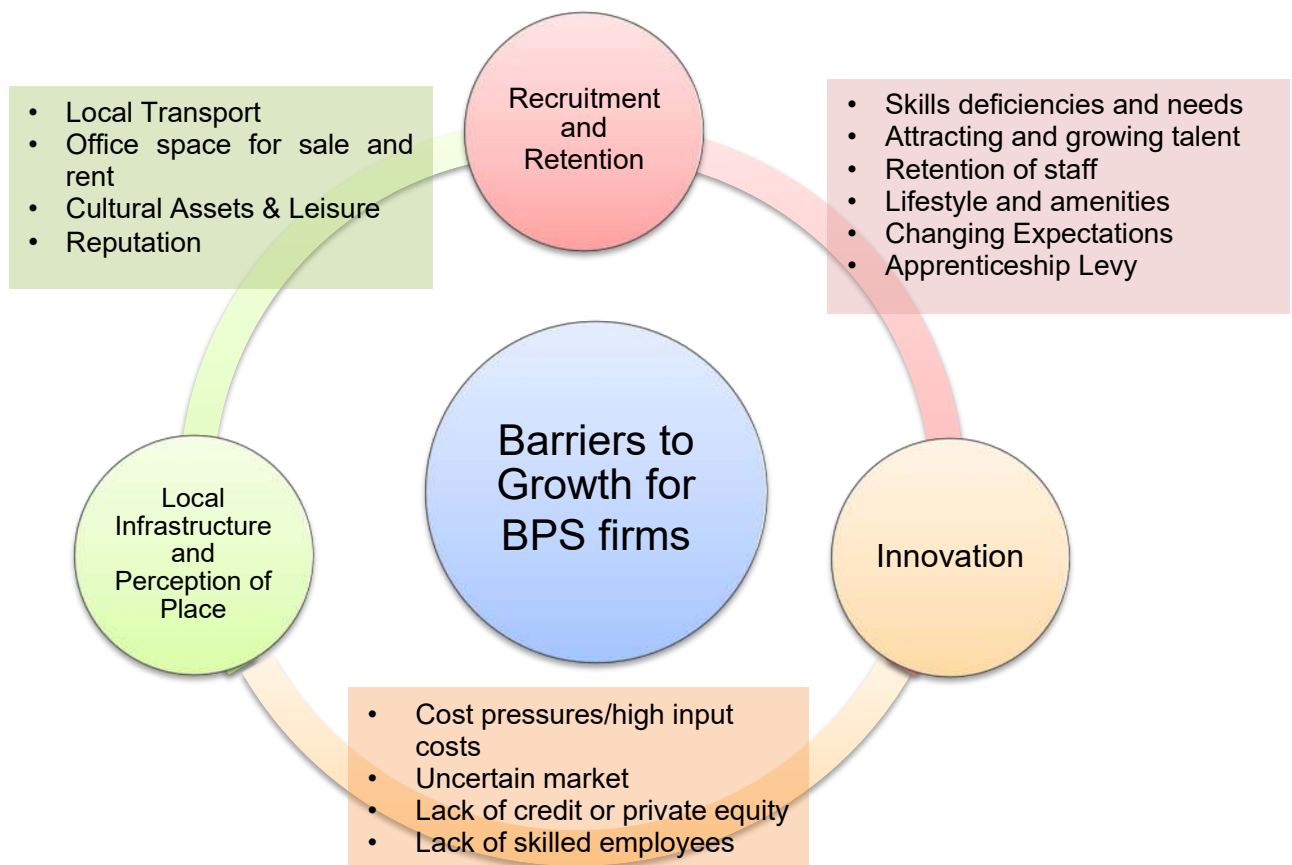 Recruitment
and
Retention
• Local Transport
• Office space for sale and
rent
• Cultural Assets & Leisure
• Reputation
• Skills deficiencies and needs
• Attracting and growing talent
• Retention of staff
• Lifestyle and amenities
• Changing Expectations
• Apprenticeship Levy
Barriers to
Growth for
BPS firms
Local
Infrastructure
and
Perception of
Place
Innovation
• Cost pressures/high input
costs
• Uncertain market
• Lack of credit or private equity
• Lack of skilled employees